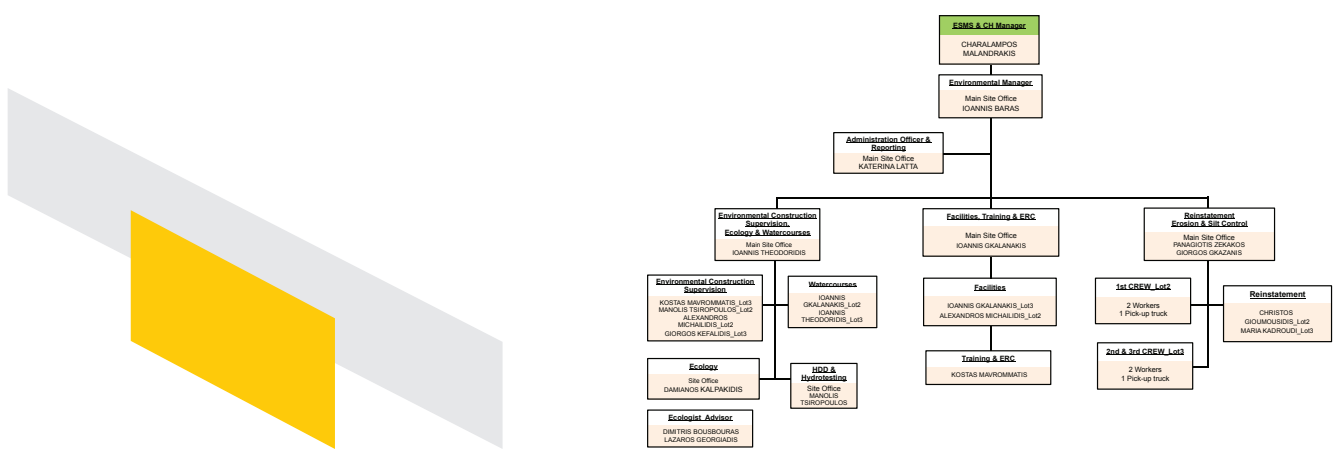 ESMS & CH Manager
CHARALAMPOS
MALANDRAKIS
Environmental Manager
Main Site Office
IOANNIS BARAS
Administration Officer &
Reporting
Main Site Office
KATERINA LATTA
Environmental Construction
Supervision,
Ecology & Watercourses
Main Site Office
IOANNIS THEODORIDIS
Facilities, Training & ERC
Main Site Office
IOANNIS GKALANAKIS
Reinstatement
Erosion & Silt Control
Main Site Office
PANAGIOTIS ZEKAKOS
GIORGOS GKAZANIS
Environmental Construction
Supervision
KOSTAS MAVROMMATIS_Lot3
MANOLIS TSIROPOULOS_Lot2
ALEXANDROS
MICHAILIDIS_Lot2
GIORGOS KEFALIDIS_Lot3
Watercourses
IOANNIS
GKALANAKIS_Lot2
IOANNIS
THEODORIDIS_Lot3
Facilities
IOANNIS GKALANAKIS_Lot3
ALEXANDROS MICHAILIDIS_Lot2
1st CREW_Lot2
2 Workers
1 Pick-up truck
Reinstatement
CHRISTOS
GIOUMOUSIDIS_Lot2
MARIA KADROUDI_Lot3
Ecology
Site Office
DAMIANOS KALPAKIDIS
HDD &
Hydrotesting
Site Office
MANOLIS
TSIROPOULOS
Training & ERC
KOSTAS MAVROMMATIS
2nd & 3rd CREW_Lot3
2 Workers
1 Pick-up truck
Ecologist Advisor
DIMITRIS BOUSBOURAS
LAZAROS GEORGIADIS